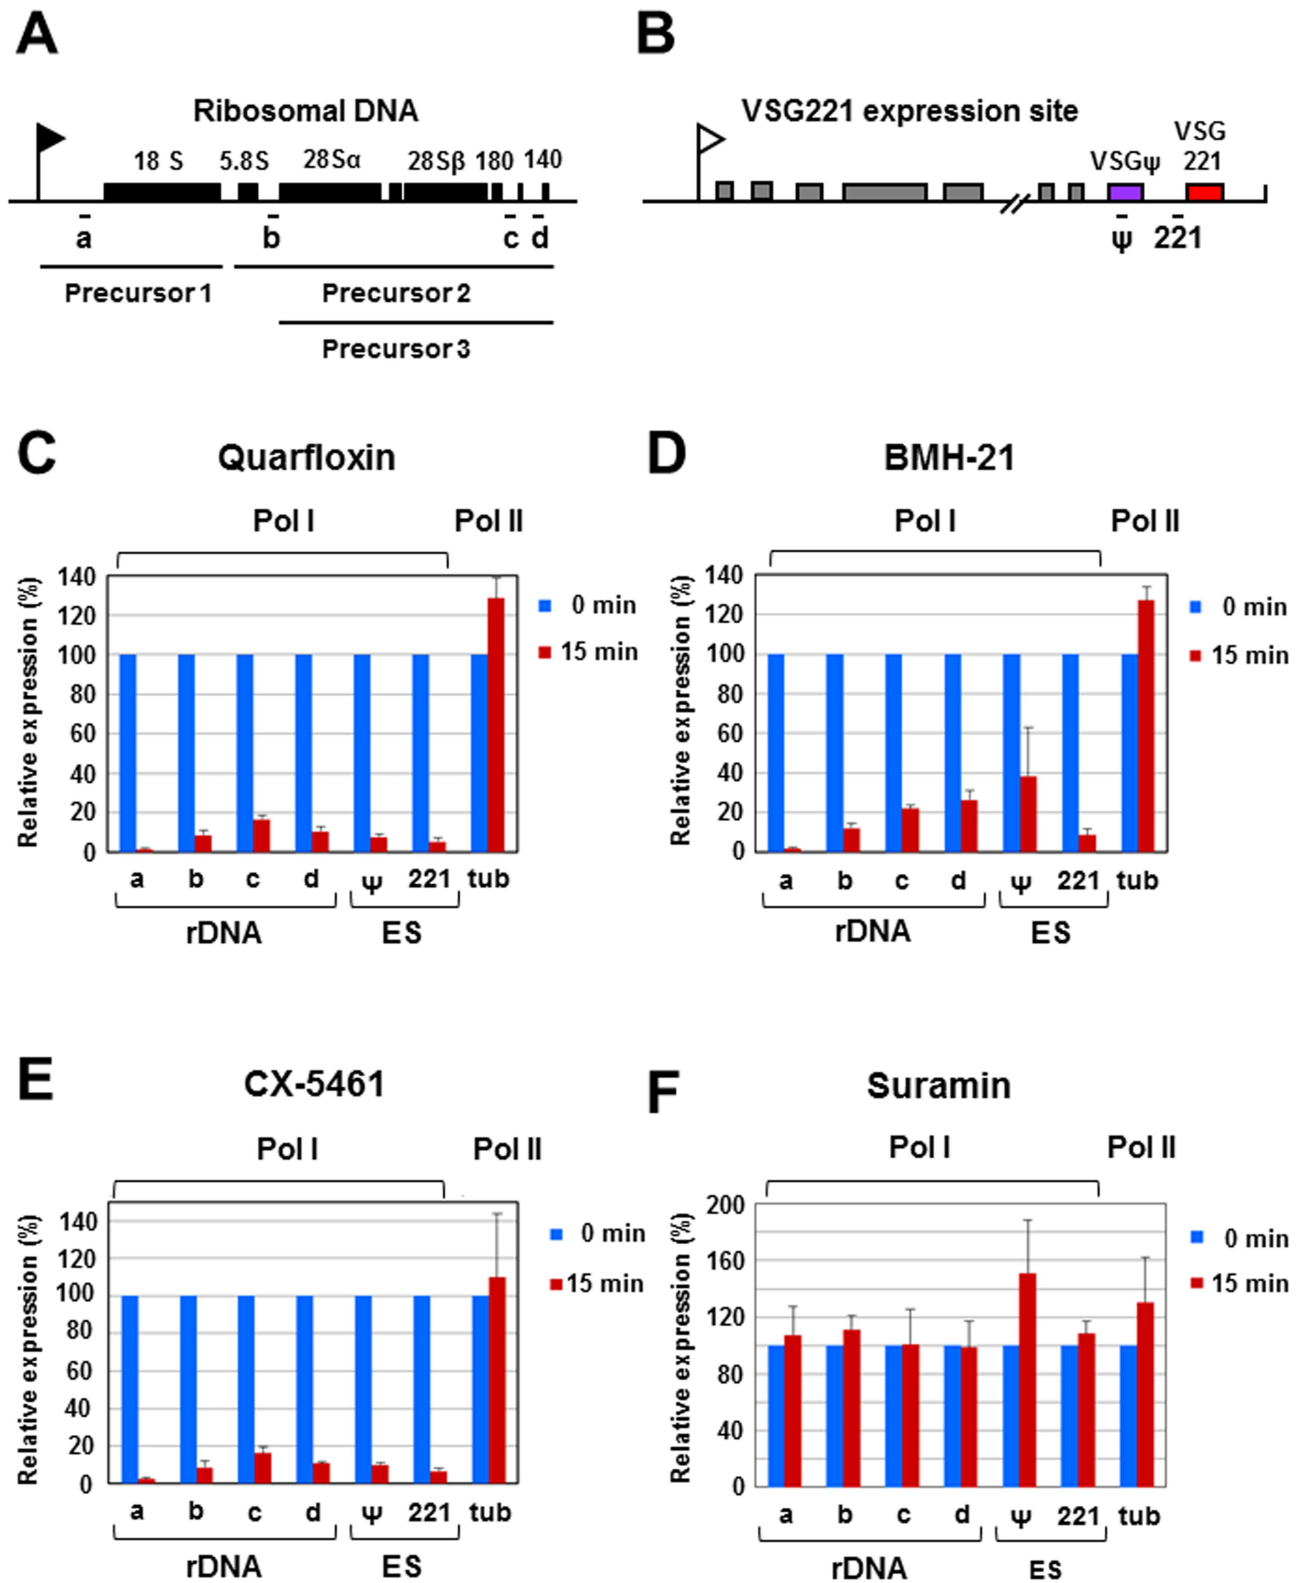 A
Ribosomal DNA
18 S 5.8S 28Sα 28Sβ 180 140
a b c d
Precursor 1 Precursor 2
Precursor 3
B
VSG221 expression site
VSG
VSGψ 221
ψ 221
C
Quarfloxin
Pol I Pol II
Relative expression (%)
140
120
100
80
60
40
20
0
0 min
15 min
a b c d ψ 221 tub
rDNA ES
D
BMH-21
Pol I Pol II
Relative expression (%)
140
120
100
80
60
40
20
0
0 min
15 min
a b c d ψ 221 tub
rDNA ES
E
CX-5461
Pol I Pol II
Relative expression (%)
140
120
100
80
60
40
20
0
0 min
15 min
a b c d ψ 221 tub
rDNA ES
F
Suramin
Pol I Pol II
Relative expression (%)
200
160
120
80
40
0
0 min
15 min
a b c d ψ 221 tub
rDNA ES